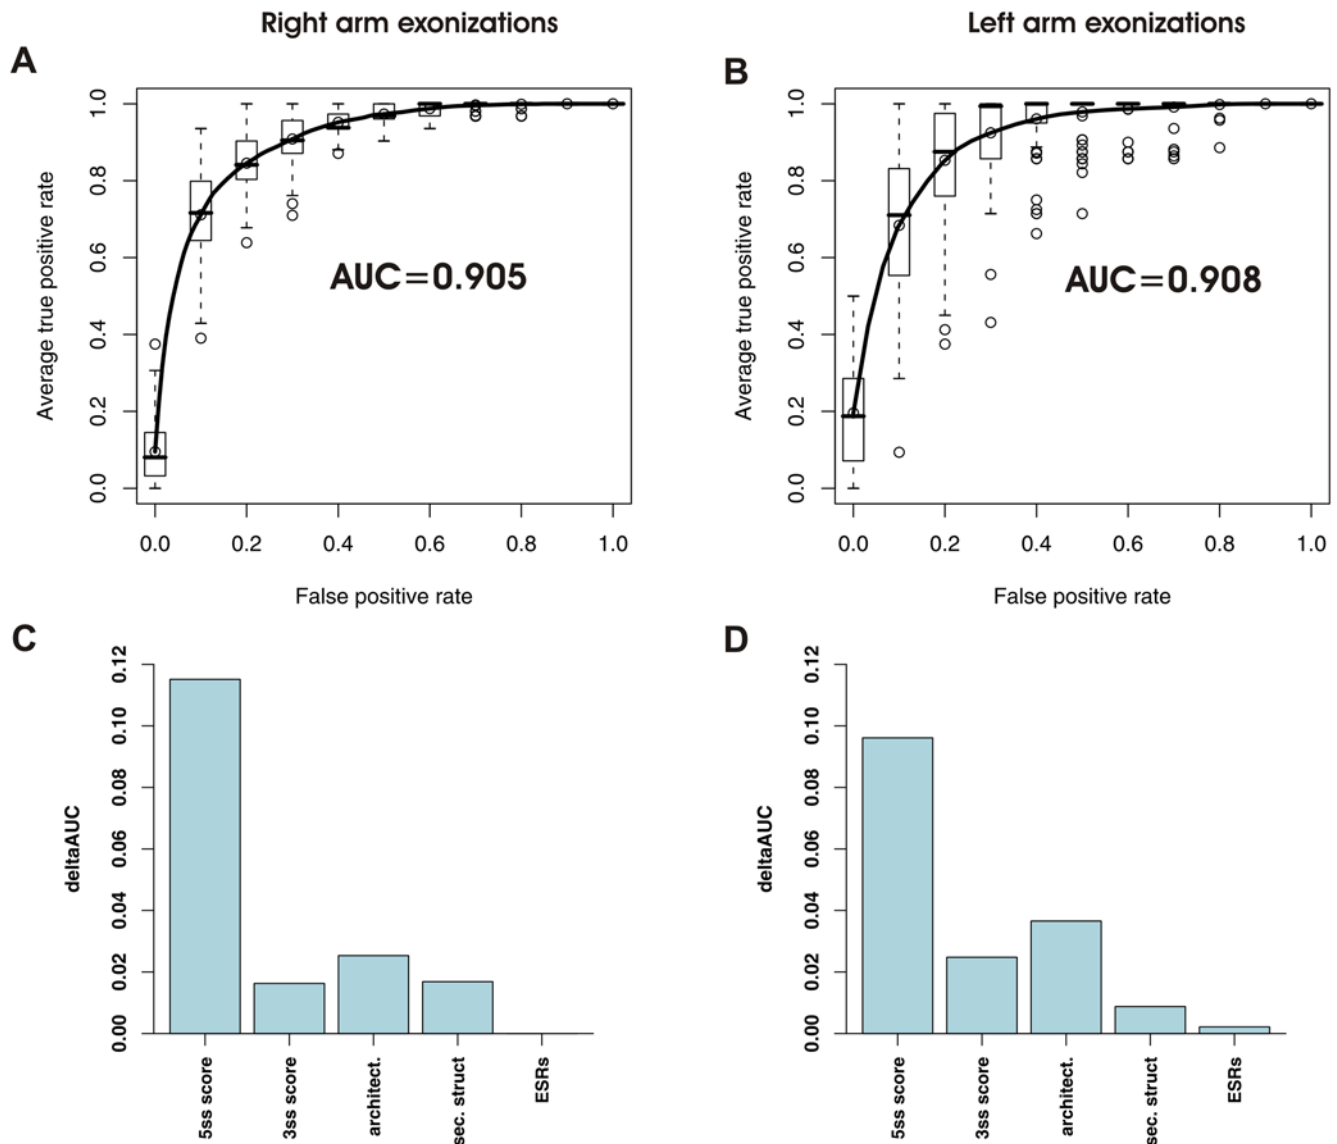 Right arm exonizations
Left arm exonizations
A
Average true positive rate
1.0
0.8
0.6
0.4
0.2
0.0
AUC=0.905
0.0 0.2 0.4 0.6 0.8 1.0
False positive rate
B
Average true positive rate
1.0
0.8
0.6
0.4
0.2
0.0
AUC=0.908
0.0 0.2 0.4 0.6 0.8 1.0
False positive rate
C
deltaAUC
0.12
0.10
0.08
0.06
0.04
0.02
0.00
5ss score
3ss score
architect.
sec. struct
ESRs
D
deltaAUC
0.12
0.10
0.08
0.06
0.04
0.02
0.00
5ss score
3ss score
architect.
sec. struct
ESRs